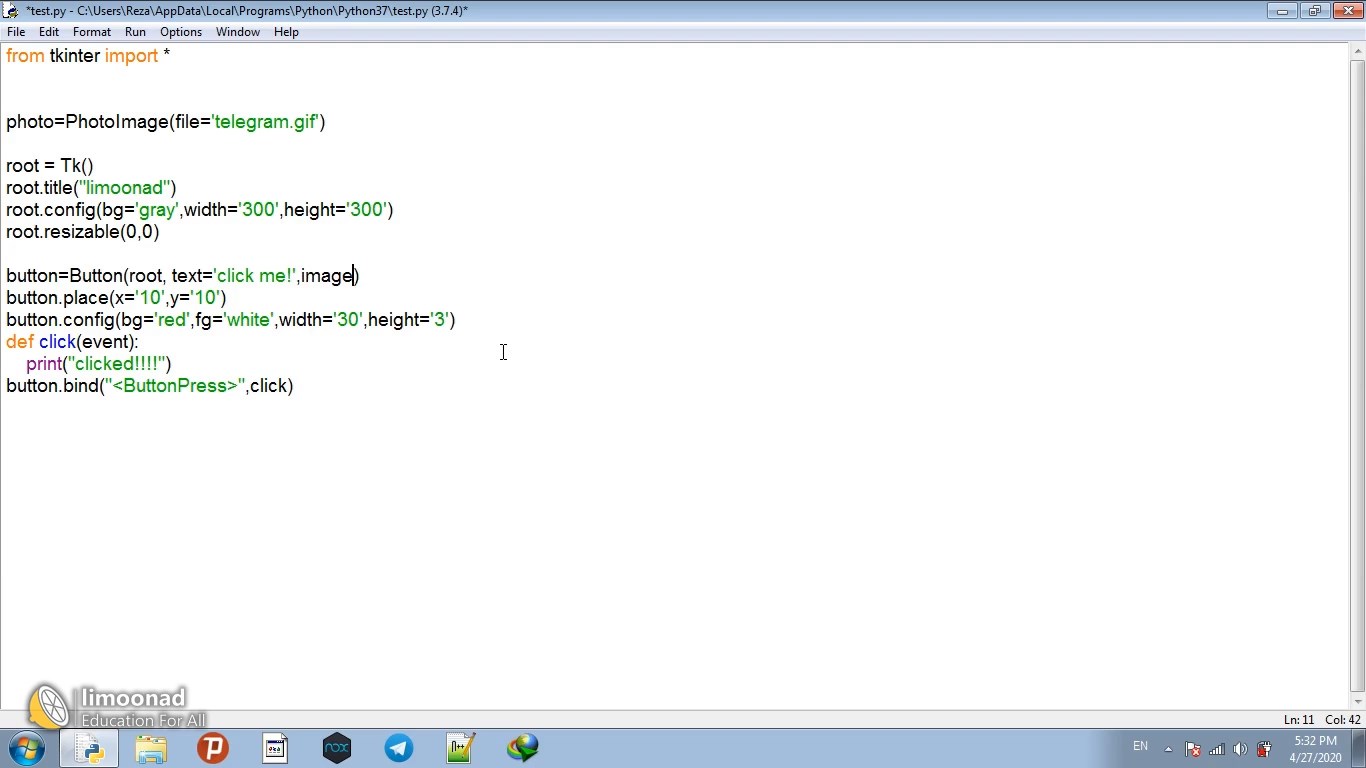 *test.py - C:\Users\Reza\AppData\Local\Programs\Python\Python37\test.py (3.7.4)*
File Edit Format Run Options Window Help
from tkinter import *
photo=PhotoImage(file='telegram.gif')
root = Tk()
root.title("limoonad")
root.config(bg='gray',width='300',height='300')
root.resizable(0,0)
button=Button(root, text='click me!',image)
button.place(x='10',y='10')
button.config(bg='red',fg='white',width='30',height='3')
def click(event):
    print("clicked!!!!")
button.bind("<ButtonPress>",click)
limoonad
Education For All
Ln: 11 Col: 42
nox
EN
5:32 PM
4/27/2020